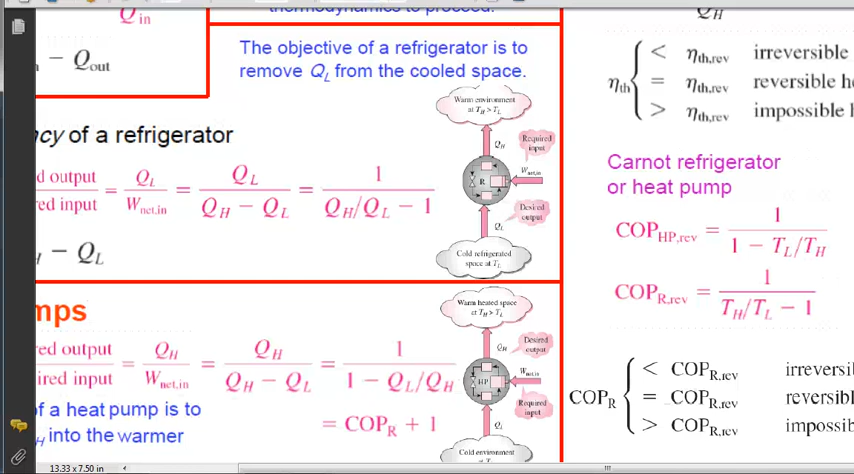 thermodynamics to proceed.
Q_in
− Q_out
The objective of a refrigerator is to
remove Q_L from the cooled space.
ncy of a refrigerator
d output / red input = Q_L / W_net,in = Q_L / (Q_H − Q_L) = 1 / (Q_H/Q_L − 1)
− Q_L
Warm environment
at T_H > T_L
Q_H
Required
input
R
W_net,in
Desired
output
Q_L
Cold refrigerated
space at T_L
mps
red output / ired input = Q_H / W_net,in = Q_H / (Q_H − Q_L) = 1 / (1 − Q_L/Q_H)
= COP_R + 1
of a heat pump is to
H into the warmer
Warm heated space
at T_H > T_L
Q_H
Desired
output
HP
W_net,in
Required
input
Q_L
Cold environment
Q_H
η_th { < η_th,rev irreversible
= η_th,rev reversible he
> η_th,rev impossible h
Carnot refrigerator
or heat pump
COP_HP,rev = 1 / (1 − T_L/T_H)
COP_R,rev = 1 / (T_H/T_L − 1)
COP_R { < COP_R,rev irreversib
= COP_R,rev reversible
> COP_R,rev impossib
13.33 x 7.50 in